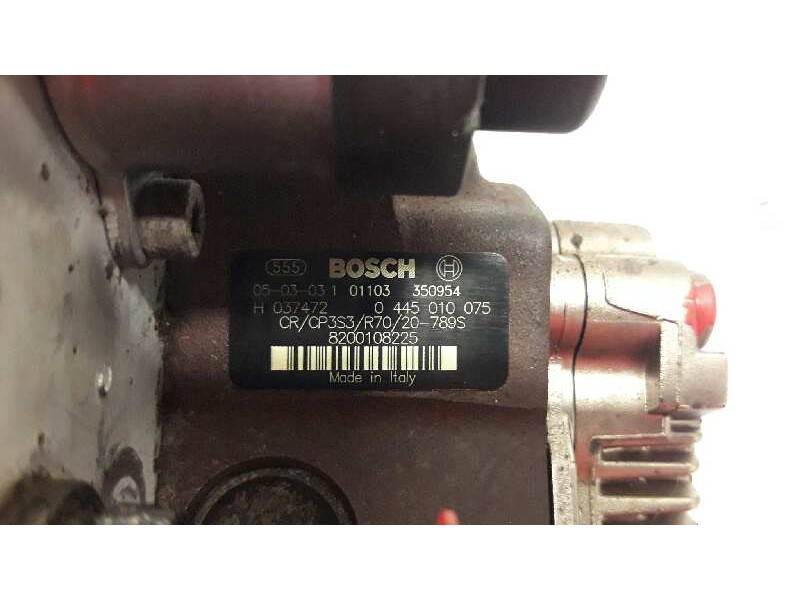 555 BOSCH
05-03-03 1 01103 350954
H 037472 0 445 010 075
CR/CP3S3/R70/20-789S
8200108225
Made in Italy